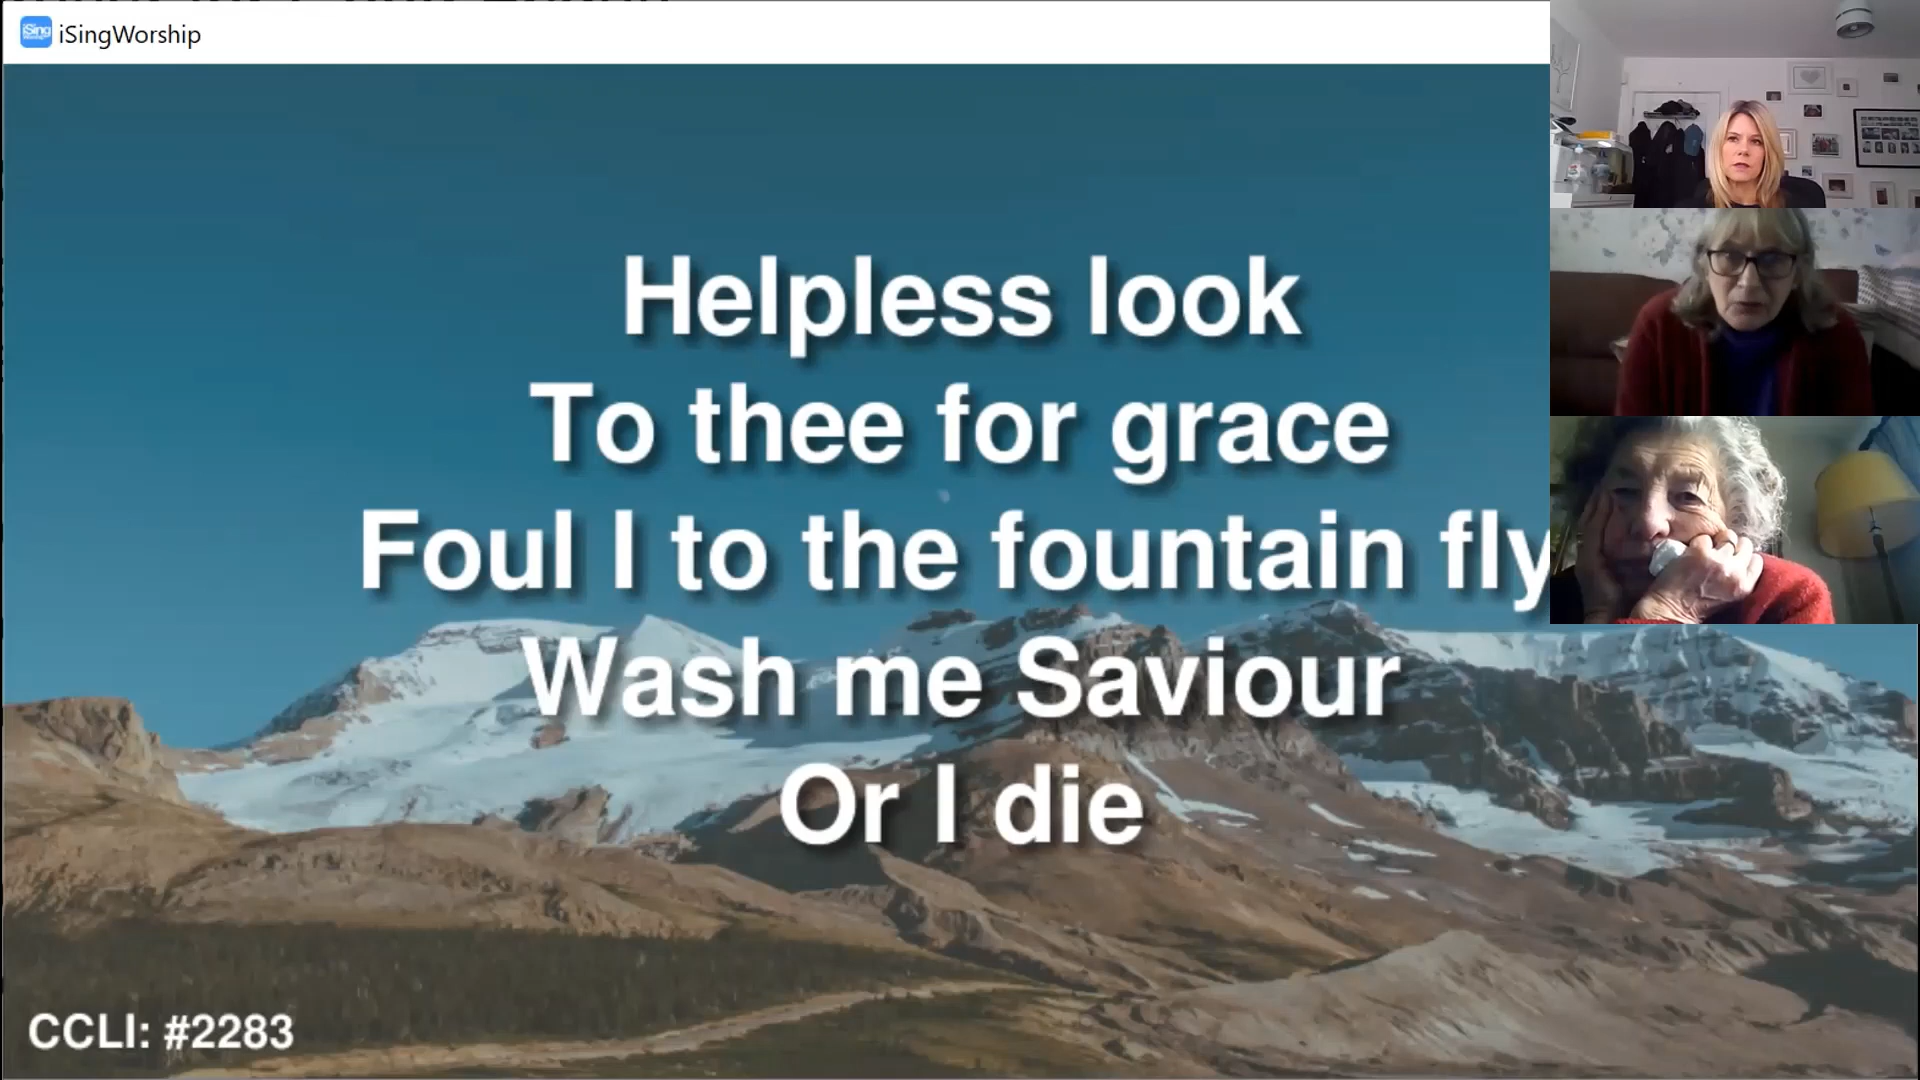 iSingWorship
Helpless look
To thee for grace
Foul I to the fountain fly
Wash me Saviour
Or I die
CCLI: #2283